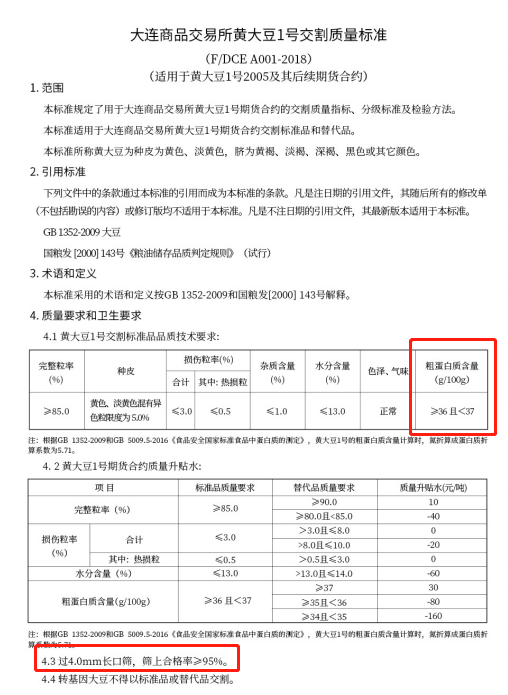 大连商品交易所黄大豆1号交割质量标准
（F/DCE A001-2018）
（适用于黄大豆1号2005及其后续期货合约）
1. 范围
本标准规定了用于大连商品交易所黄大豆1号期货合约的交割质量指标、分级标准及检验方法。
本标准适用于大连商品交易所黄大豆1号期货合约交割标准品和替代品。
本标准所称黄大豆为种皮为黄色、淡黄色，脐为黄褐、淡褐、深褐、黑色或其它颜色。
2. 引用标准
下列文件中的条款通过本标准的引用而成为本标准的条款。凡是注日期的引用文件，其随后所有的修改单
（不包括勘误的内容）或修订版均不适用于本标准。凡是不注日期的引用文件，其最新版本适用于本标准。
GB 1352-2009 大豆
国粮发 [2000] 143号《粮油储存品质判定规则》（试行）
3. 术语和定义
本标准采用的术语和定义按GB 1352-2009和国粮发[2000] 143号解释。
4. 质量要求和卫生要求
4.1 黄大豆1号交割标准品品质技术要求:
完整粒率(%) 种皮 损伤粒率(%) 杂质含量(%) 水分含量(%) 色泽、气味 粗蛋白质含量(g/100g)
合计 其中: 热损粒
≥85.0 黄色、淡黄色混有异色粒限度为 5.0% ≤3.0 ≤0.5 ≤1.0 ≤13.0 正常 ≥36 且＜37
注：根据GB 1352-2009和GB 5009.5-2016《食品安全国家标准食品中蛋白质的测定》，黄大豆1号的粗蛋白质含量计算时，氮折算成蛋白质折
算系数为5.71。
4. 2 黄大豆1号期货合约质量升贴水:
项 目 标准品质量要求 替代品质量要求 质量升贴水(元/吨)
完整粒率（%） ≥85.0 ≥90.0 10
≥80.0且<85.0 -40
损伤粒率（%） 合计 ≤3.0 ＞3.0且≤8.0 0
>8.0且≤10.0 -20
其中：热损粒 ≤0.5 ＞0.5且≤3.0 0
水分含量（%） ≤13.0 >13.0且≤14.0 -60
粗蛋白质含量(g/100g) ≥36 且＜37 ≥37 30
≥35且＜36 -80
≥34且＜35 -160
注：根据GB 1352-2009和GB 5009.5-2016《食品安全国家标准食品中蛋白质的测定》，黄大豆1号的粗蛋白质含量计算时，氮折算成蛋白质折
算系数为5.71。
4.3 过4.0mm长口筛，筛上合格率≥95%。
4.4 转基因大豆不得以标准品或替代品交割。